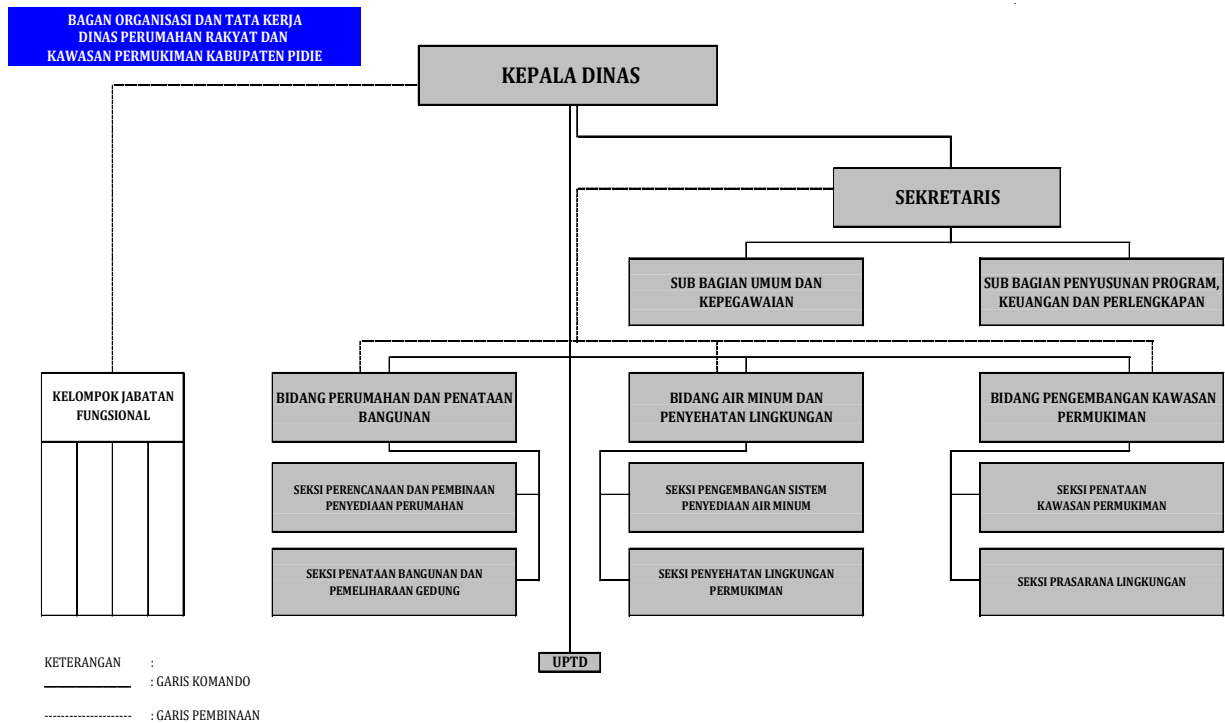 BAGAN ORGANISASI DAN TATA KERJA
DINAS PERUMAHAN RAKYAT DAN
KAWASAN PERMUKIMAN KABUPATEN PIDIE
KEPALA DINAS
SEKRETARIS
SUB BAGIAN UMUM DAN
KEPEGAWAIAN
SUB BAGIAN PENYUSUNAN PROGRAM,
KEUANGAN DAN PERLENGKAPAN
KELOMPOK JABATAN
FUNGSIONAL
BIDANG PERUMAHAN DAN PENATAAN
BANGUNAN
BIDANG AIR MINUM DAN
PENYEHATAN LINGKUNGAN
BIDANG PENGEMBANGAN KAWASAN
PERMUKIMAN
SEKSI PERENCANAAN DAN PEMBINAAN
PENYEDIAAN PERUMAHAN
SEKSI PENGEMBANGAN SISTEM
PENYEDIAAN AIR MINUM
SEKSI PENATAAN
KAWASAN PERMUKIMAN
SEKSI PENATAAN BANGUNAN DAN
PEMELIHARAAN GEDUNG
SEKSI PENYEHATAN LINGKUNGAN
PERMUKIMAN
SEKSI PRASARANA LINGKUNGAN
UPTD
KETERANGAN :
: GARIS KOMANDO
: GARIS PEMBINAAN